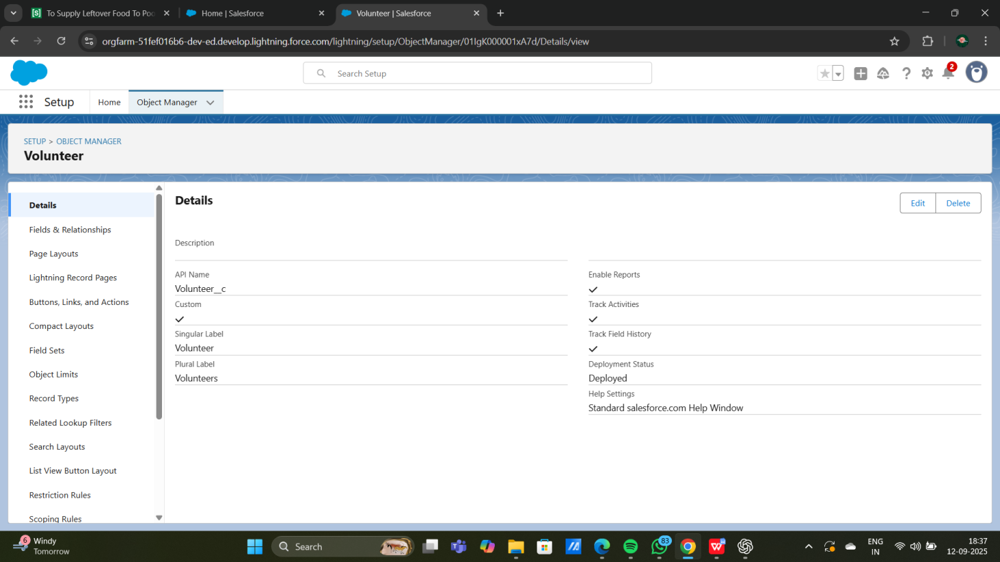 [S] To Supply Leftover Food To Poo
Home | Salesforce
Volunteer | Salesforce
orgfarm-51fef016b6-dev-ed.develop.lightning.force.com/lightning/setup/ObjectManager/01IgK000001xA7d/Details/view
Search Setup
2
Setup
Home
Object Manager
SETUP > OBJECT MANAGER
Volunteer
Details
Fields & Relationships
Page Layouts
Lightning Record Pages
Buttons, Links, and Actions
Compact Layouts
Field Sets
Object Limits
Record Types
Related Lookup Filters
Search Layouts
List View Button Layout
Restriction Rules
Scoping Rules
Details
Edit
Delete
Description
API Name
Volunteer__c
Custom
Singular Label
Volunteer
Plural Label
Volunteers
Enable Reports
Track Activities
Track Field History
Deployment Status
Deployed
Help Settings
Standard salesforce.com Help Window
6
Windy
Tomorrow
Search
83
ENG
IN
18:37
12-09-2025